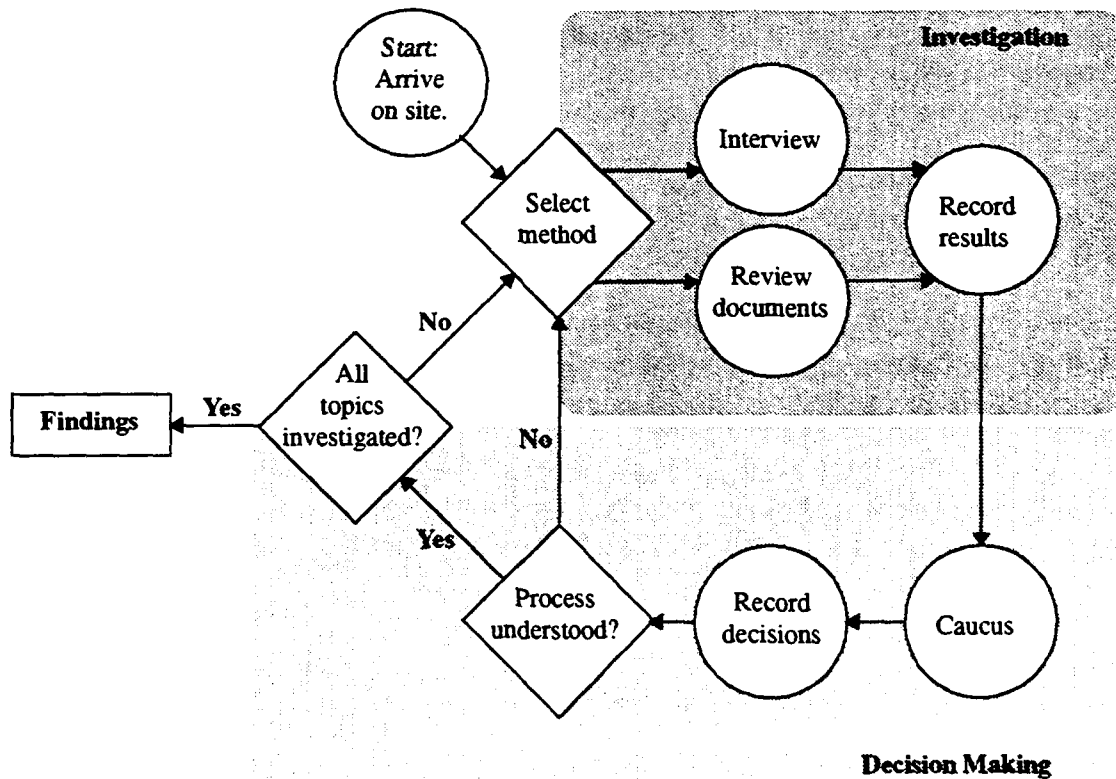 Investigation
Start:
Arrive
on site.
Interview
Select
method
Record
results
Review
documents
No
All
topics
investigated?
Yes
Findings
No
Yes
Process
understood?
Record
decisions
Caucus
Decision Making